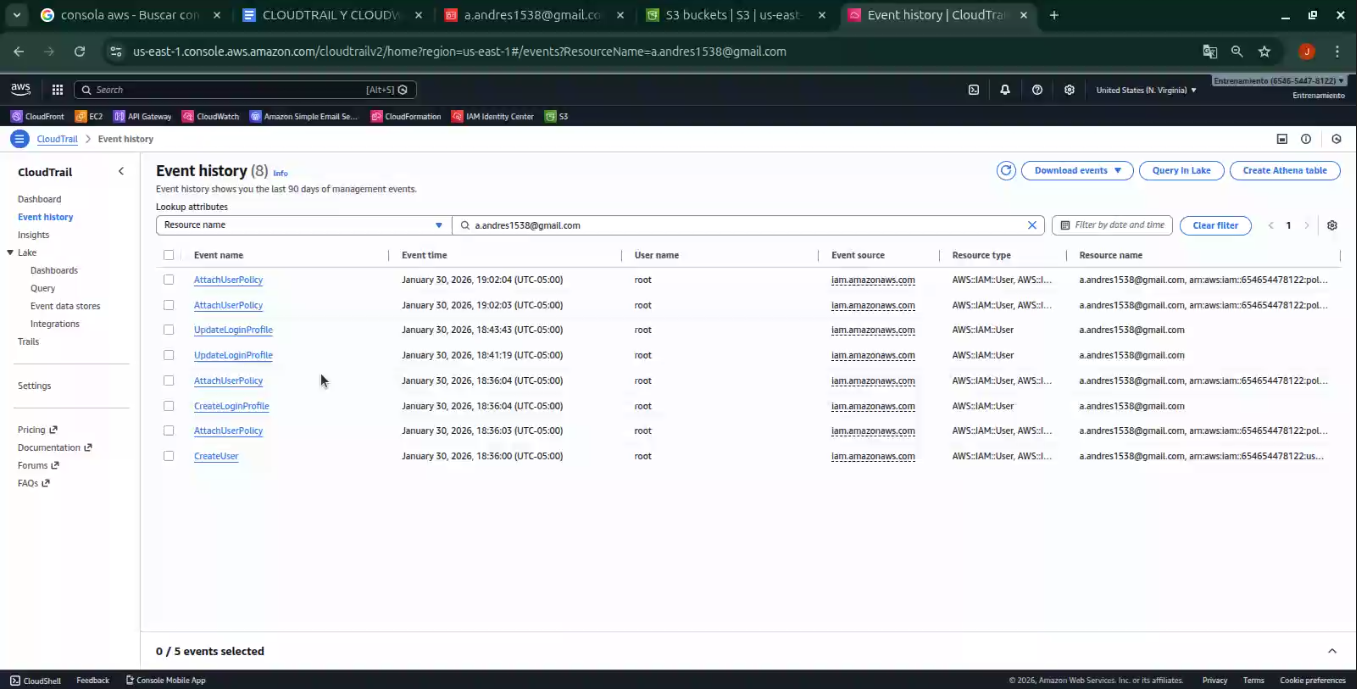 consola aws - Buscar con
CLOUDTRAIL Y CLOUDW
a.andres1538@gmail.co
S3 buckets | S3 | us-east-
Event history | CloudTrai
us-east-1.console.aws.amazon.com/cloudtrailv2/home?region=us-east-1#/events?ResourceName=a.andres1538@gmail.com
J
aws
Search
[Alt+S]
United States (N. Virginia)
Entrenamiento (6546-5447-8122)
Entrenamiento
CloudFront EC2 API Gateway CloudWatch Amazon Simple Email Se... CloudFormation IAM Identity Center S3
CloudTrail > Event history
CloudTrail
Dashboard
Event history
Insights
Lake
Dashboards
Query
Event data stores
Integrations
Trails
Settings
Pricing
Documentation
Forums
FAQs
Event history (8) Info
Event history shows you the last 90 days of management events.
Download events
Query in Lake
Create Athena table
Lookup attributes
Resource name
a.andres1538@gmail.com
Filter by date and time
Clear filter
1
Event name Event time User name Event source Resource type Resource name
AttachUserPolicy January 30, 2026, 19:02:04 (UTC-05:00) root iam.amazonaws.com AWS::IAM::User, AWS::I... a.andres1538@gmail.com, arn:aws:iam::654654478122:pol...
AttachUserPolicy January 30, 2026, 19:02:03 (UTC-05:00) root iam.amazonaws.com AWS::IAM::User, AWS::I... a.andres1538@gmail.com, arn:aws:iam::654654478122:pol...
UpdateLoginProfile January 30, 2026, 18:43:43 (UTC-05:00) root iam.amazonaws.com AWS::IAM::User a.andres1538@gmail.com
UpdateLoginProfile January 30, 2026, 18:41:19 (UTC-05:00) root iam.amazonaws.com AWS::IAM::User a.andres1538@gmail.com
AttachUserPolicy January 30, 2026, 18:36:04 (UTC-05:00) root iam.amazonaws.com AWS::IAM::User, AWS::I... a.andres1538@gmail.com, arn:aws:iam::654654478122:pol...
CreateLoginProfile January 30, 2026, 18:36:04 (UTC-05:00) root iam.amazonaws.com AWS::IAM::User a.andres1538@gmail.com
AttachUserPolicy January 30, 2026, 18:36:03 (UTC-05:00) root iam.amazonaws.com AWS::IAM::User, AWS::I... a.andres1538@gmail.com, arn:aws:iam::654654478122:pol...
CreateUser January 30, 2026, 18:36:00 (UTC-05:00) root iam.amazonaws.com AWS::IAM::User, AWS::I... a.andres1538@gmail.com, arn:aws:iam::654654478122:us...
0 / 5 events selected
CloudShell Feedback Console Mobile App
© 2026, Amazon Web Services, Inc. or its affiliates. Privacy Terms Cookie preferences